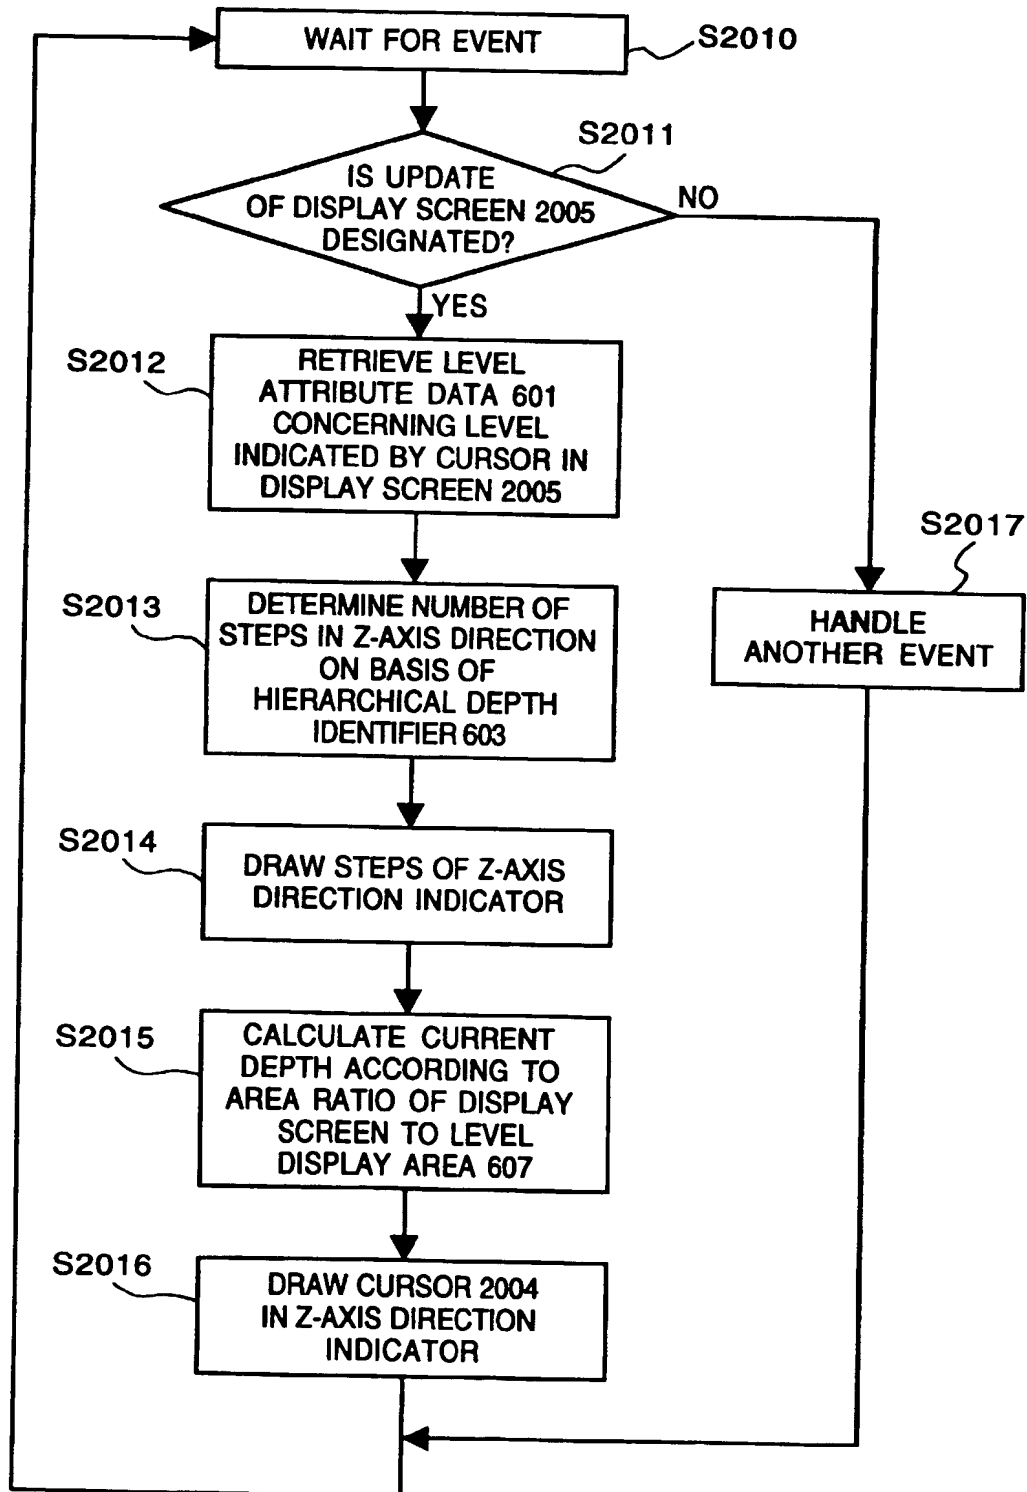 WAIT FOR EVENT
S2010
S2011
IS UPDATE
OF DISPLAY SCREEN 2005
DESIGNATED?
NO
YES
S2012
RETRIEVE LEVEL
ATTRIBUTE DATA 601
CONCERNING LEVEL
INDICATED BY CURSOR IN
DISPLAY SCREEN 2005
S2017
HANDLE
ANOTHER EVENT
S2013
DETERMINE NUMBER OF
STEPS IN Z-AXIS DIRECTION
ON BASIS OF
HIERARCHICAL DEPTH
IDENTIFIER 603
S2014
DRAW STEPS OF Z-AXIS
DIRECTION INDICATOR
S2015
CALCULATE CURRENT
DEPTH ACCORDING TO
AREA RATIO OF DISPLAY
SCREEN TO LEVEL
DISPLAY AREA 607
S2016
DRAW CURSOR 2004
IN Z-AXIS DIRECTION
INDICATOR